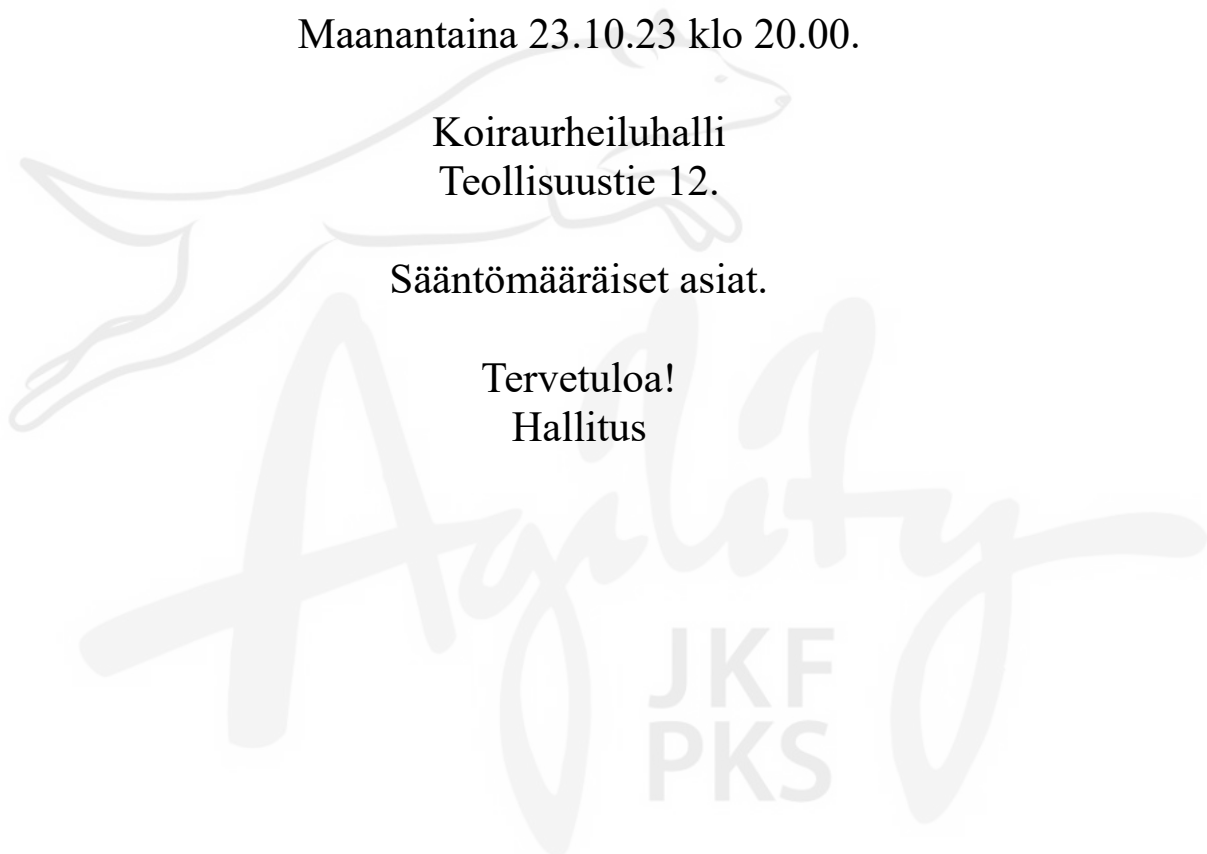 Maanantaina 23.10.23 klo 20.00.
Koiraurheiluhalli
Teollisuustie 12.
Sääntömääräiset asiat.
Tervetuloa!
Hallitus
Agility
JKF
PKS